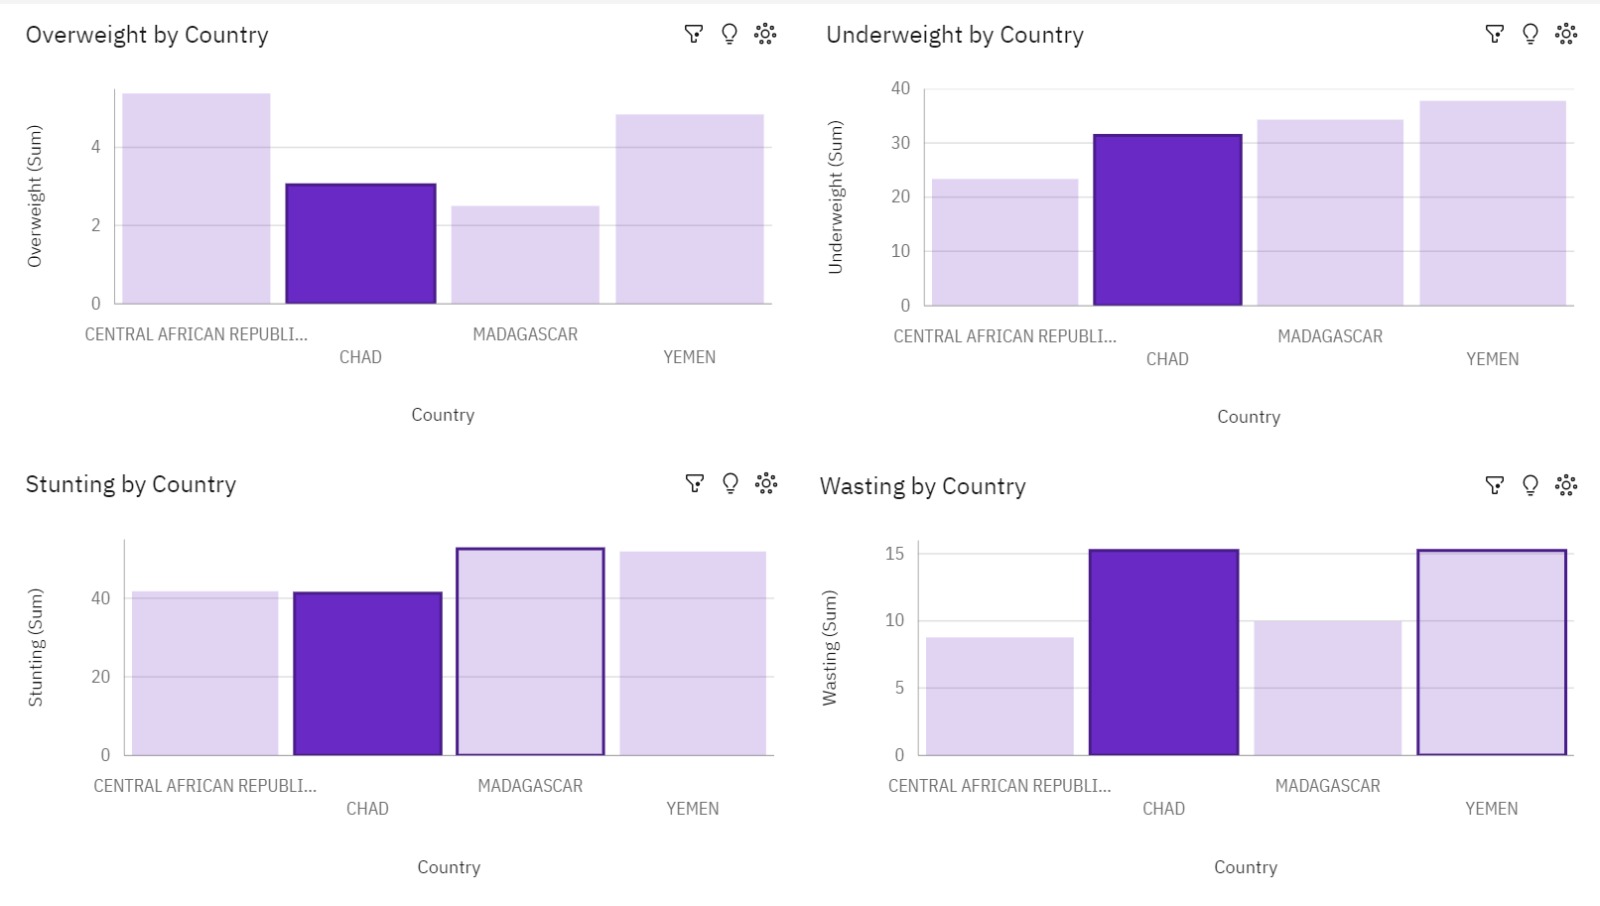 Overweight by Country
Overweight (Sum)
4
2
0
CENTRAL AFRICAN REPUBLI...
CHAD
MADAGASCAR
YEMEN
Country
Underweight by Country
Underweight (Sum)
40
30
20
10
0
CENTRAL AFRICAN REPUBLI...
CHAD
MADAGASCAR
YEMEN
Country
Stunting by Country
Stunting (Sum)
40
20
0
CENTRAL AFRICAN REPUBLI...
CHAD
MADAGASCAR
YEMEN
Country
Wasting by Country
Wasting (Sum)
15
10
5
0
CENTRAL AFRICAN REPUBLI...
CHAD
MADAGASCAR
YEMEN
Country